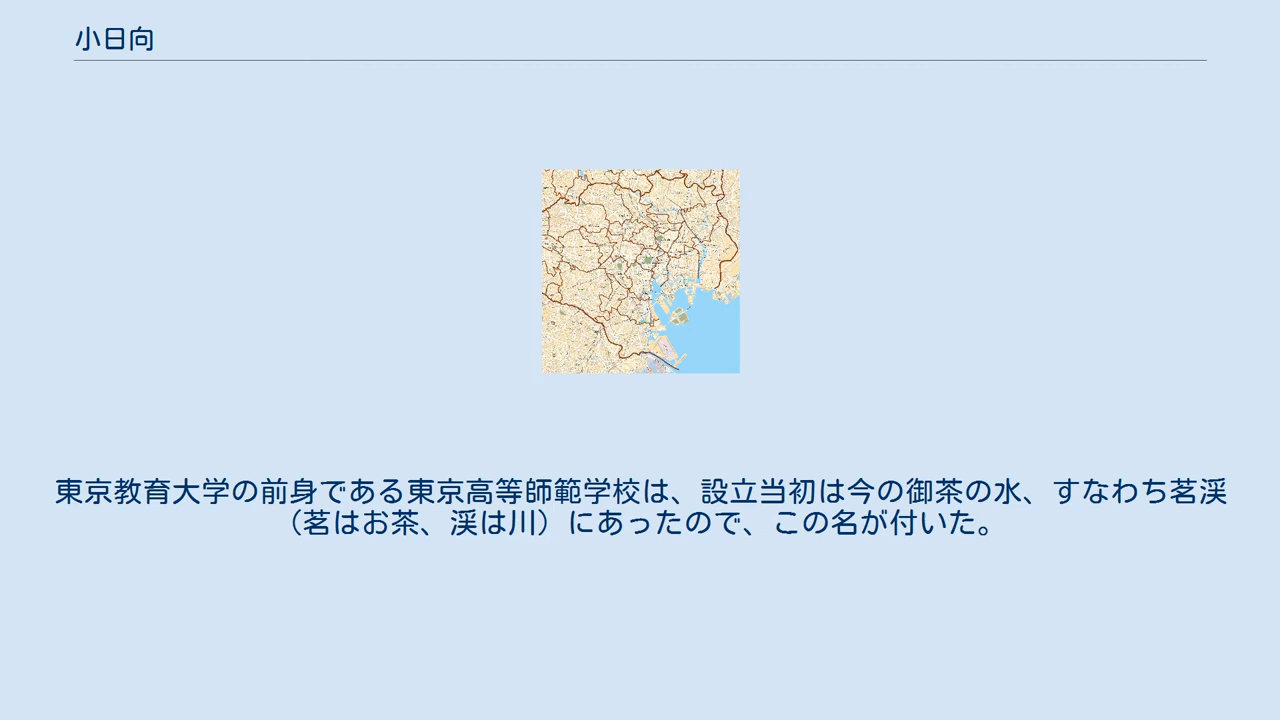 小日向
東京教育大学の前身である東京高等師範学校は、設立当初は今の御茶の水、すなわち茗渓
（茗はお茶、渓は川）にあったので、この名が付いた。